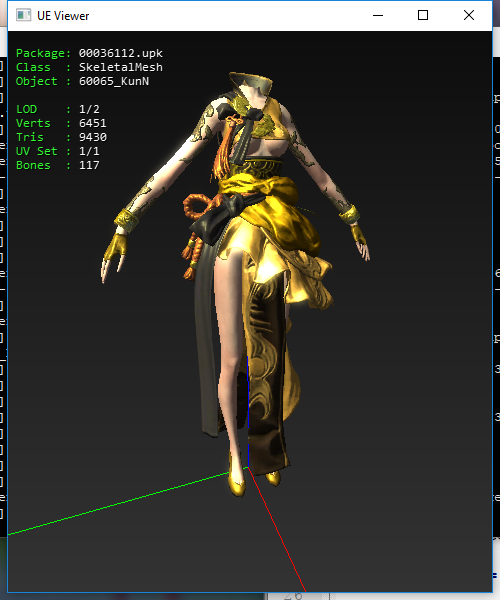 UE Viewer
Package: 00036112.upk
Class : SkeletalMesh
Object : 60065_KunN
LOD : 1/2
Verts : 6451
Tris : 9430
UV Set : 1/1
Bones : 117